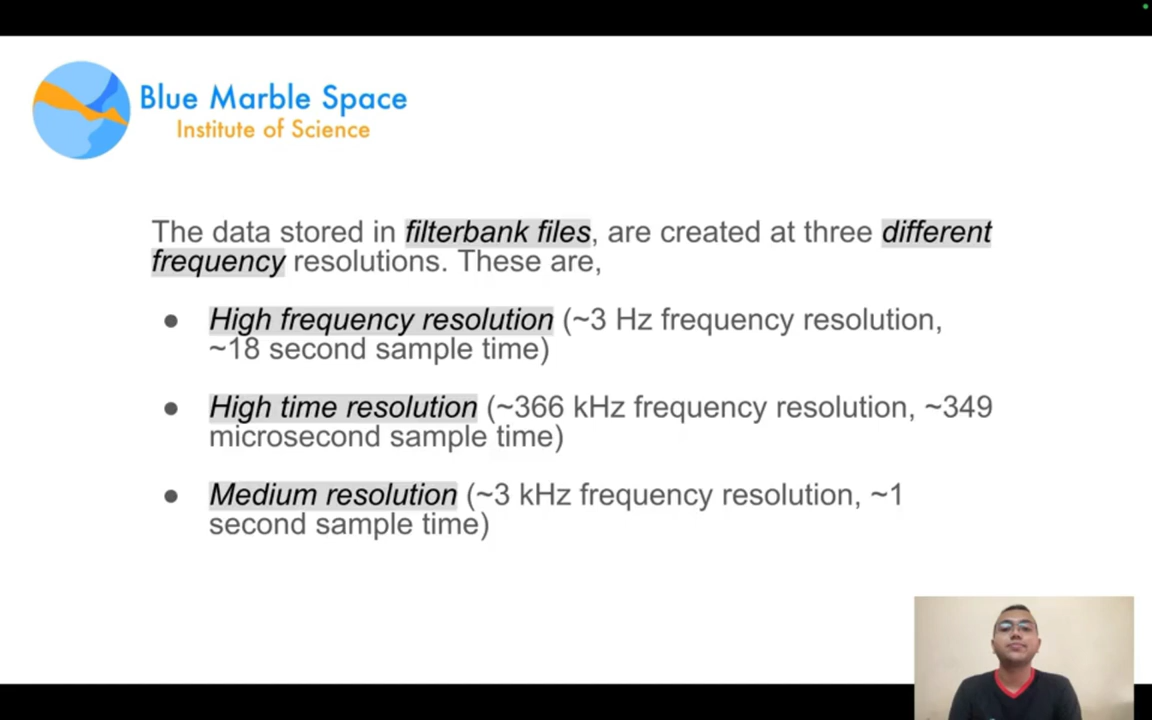 Blue Marble Space
Institute of Science
The data stored in filterbank files, are created at three different
frequency resolutions. These are,
● High frequency resolution (~3 Hz frequency resolution,
~18 second sample time)
● High time resolution (~366 kHz frequency resolution, ~349
microsecond sample time)
● Medium resolution (~3 kHz frequency resolution, ~1
second sample time)